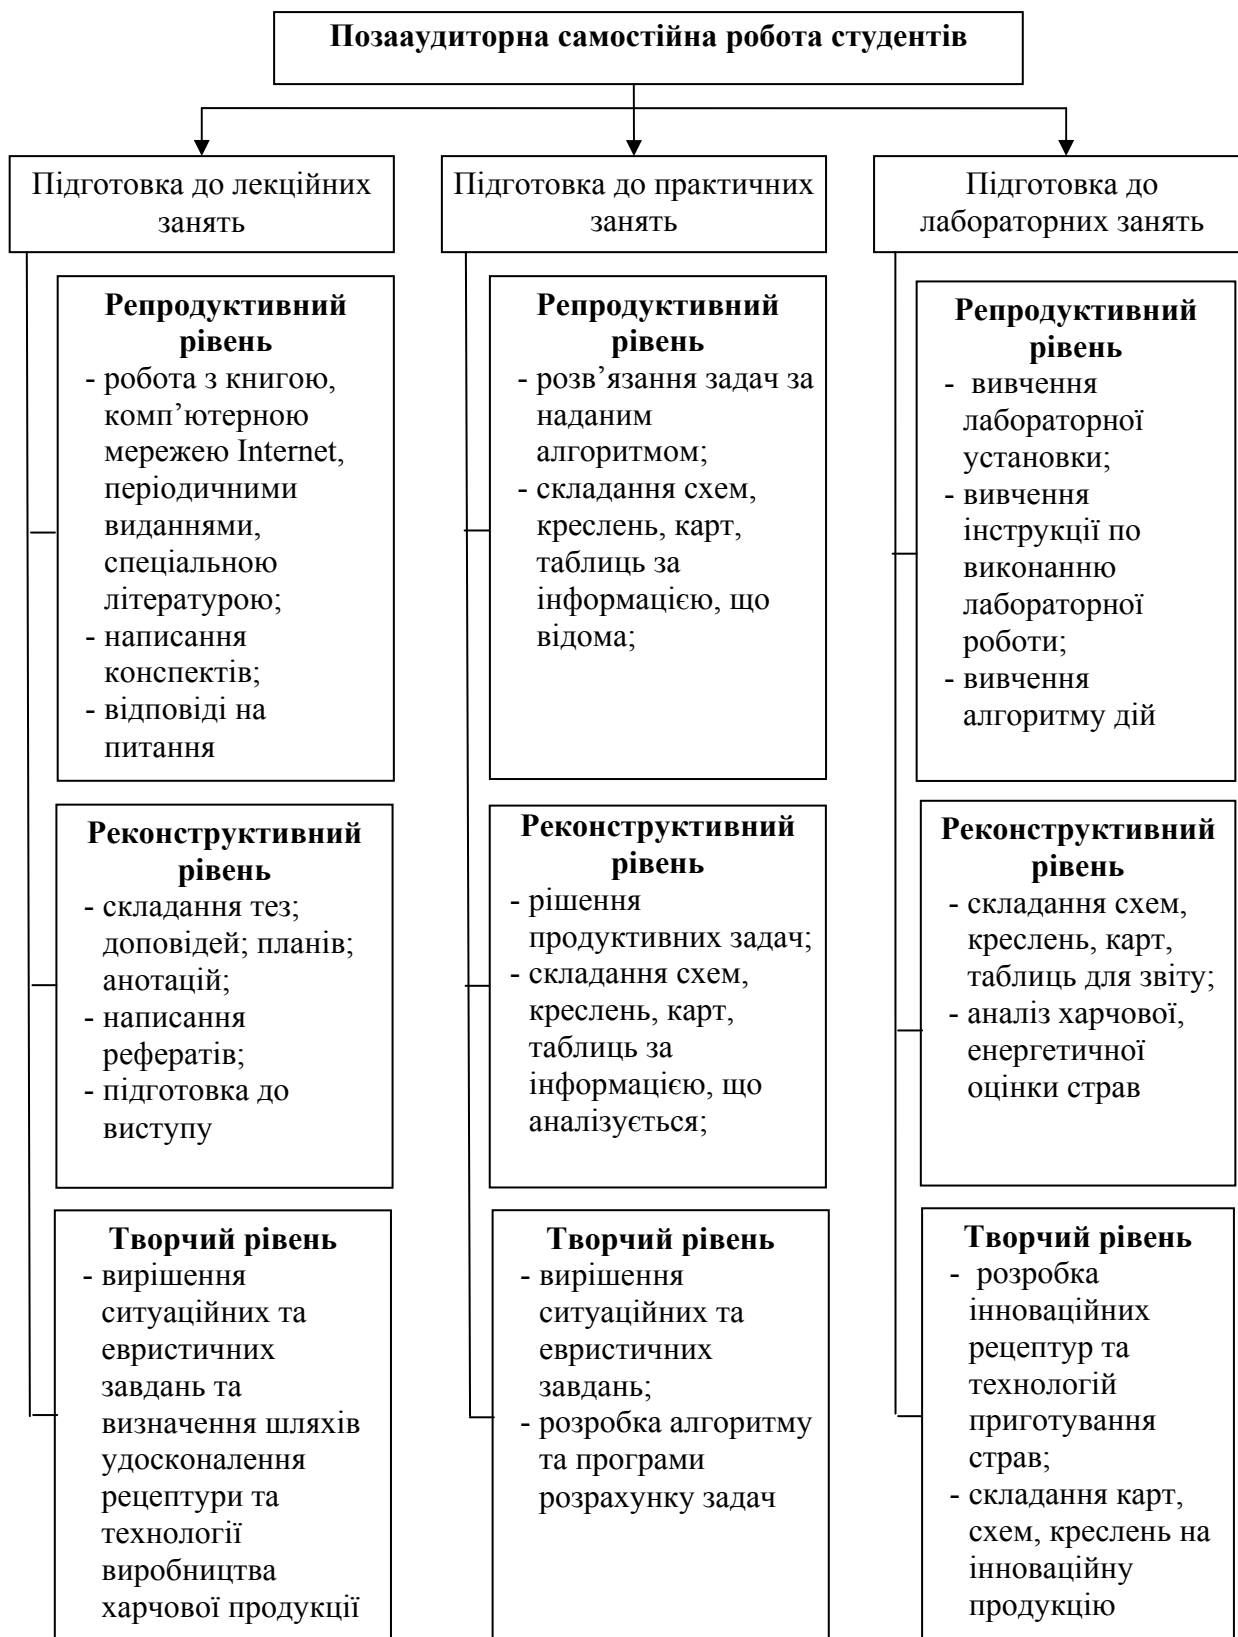 Позааудиторна самостійна робота студентів
Підготовка до лекційних
занять
Репродуктивний
рівень
- робота з книгою,
комп’ютерною
мережею Internet,
періодичними
виданнями,
спеціальною
літературою;
- написання
конспектів;
- відповіді на
питання
Реконструктивний
рівень
- складання тез;
доповідей; планів;
анотацій;
- написання
рефератів;
- підготовка до
виступу
Творчий рівень
- вирішення
ситуаційних та
евристичних
завдань та
визначення шляхів
удосконалення
рецептури та
технології
виробництва
харчової продукції
Підготовка до практичних
занять
Репродуктивний
рівень
- розв’язання задач за
наданим
алгоритмом;
- складання схем,
креслень, карт,
таблиць за
інформацією, що
відома;
Реконструктивний
рівень
- рішення
продуктивних задач;
- складання схем,
креслень, карт,
таблиць за
інформацією, що
аналізується;
Творчий рівень
- вирішення
ситуаційних та
евристичних
завдань;
- розробка алгоритму
та програми
розрахунку задач
Підготовка до
лабораторних занять
Репродуктивний
рівень
- вивчення
лабораторної
установки;
- вивчення
інструкції по
виконанню
лабораторної
роботи;
- вивчення
алгоритму дій
Реконструктивний
рівень
- складання схем,
креслень, карт,
таблиць для звіту;
- аналіз харчової,
енергетичної
оцінки страв
Творчий рівень
- розробка
інноваційних
рецептур та
технологій
приготування
страв;
- складання карт,
схем, креслень на
інноваційну
продукцію